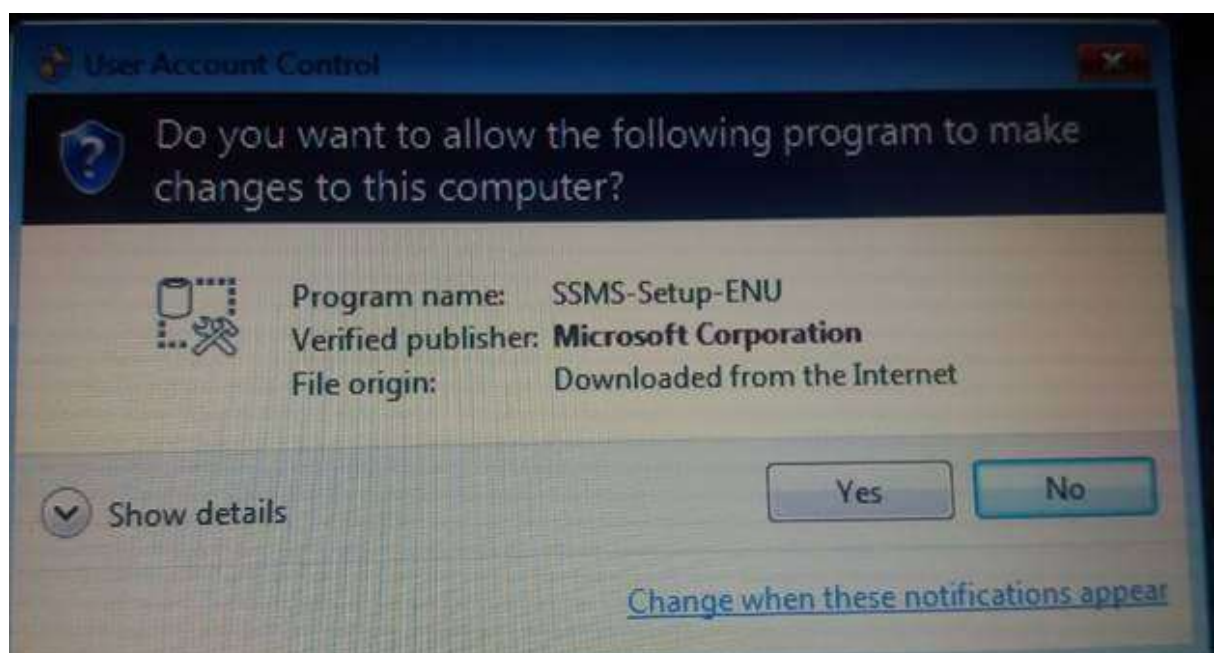 User Account Control
Do you want to allow the following program to make
changes to this computer?
Program name: SSMS-Setup-ENU
Verified publisher: Microsoft Corporation
File origin: Downloaded from the Internet
Show details
Yes
No
Change when these notifications appear